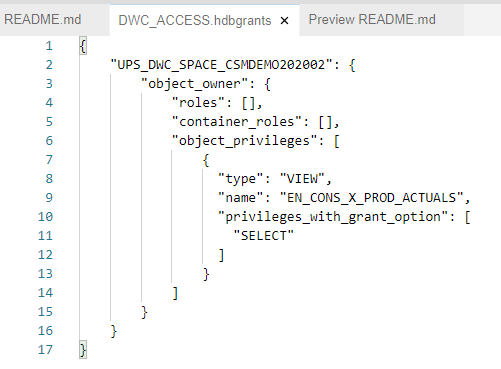 README.md DWC_ACCESS.hdbgrants × Preview README.md
1 {
2 "UPS_DWC_SPACE_CSMDEMO202002": {
3 "object_owner": {
4 "roles": [],
5 "container_roles": [],
6 "object_privileges": [
7 {
8 "type": "VIEW",
9 "name": "EN_CONS_X_PROD_ACTUALS",
10 "privileges_with_grant_option": [
11 "SELECT"
12 ]
13 }
14 ]
15 }
16 }
17 }